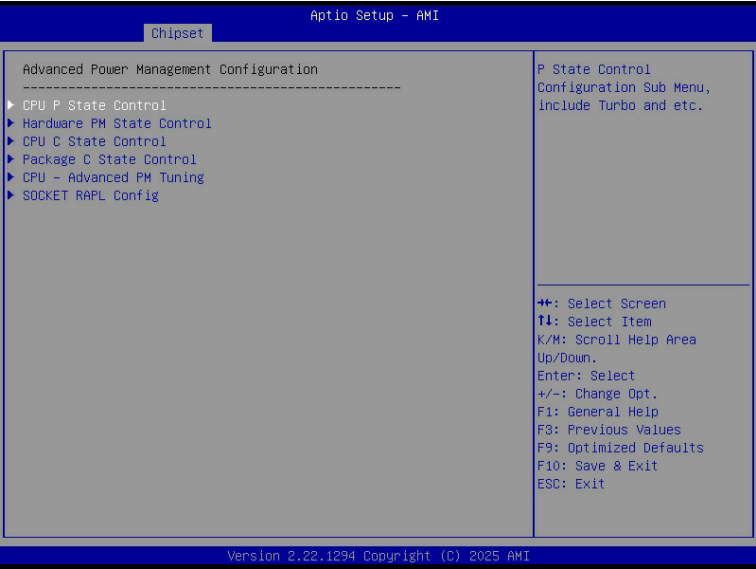 Aptio Setup - AMI
Chipset
Advanced Power Management Configuration
--------------------------------------------------
CPU P State Control
Hardware PM State Control
CPU C State Control
Package C State Control
CPU - Advanced PM Tuning
SOCKET RAPL Config
P State Control
Configuration Sub Menu,
include Turbo and etc.
→←: Select Screen
↑↓: Select Item
K/M: Scroll Help Area
Up/Down.
Enter: Select
+/-: Change Opt.
F1: General Help
F3: Previous Values
F9: Optimized Defaults
F10: Save & Exit
ESC: Exit
Version 2.22.1294 Copyright (C) 2025 AMI